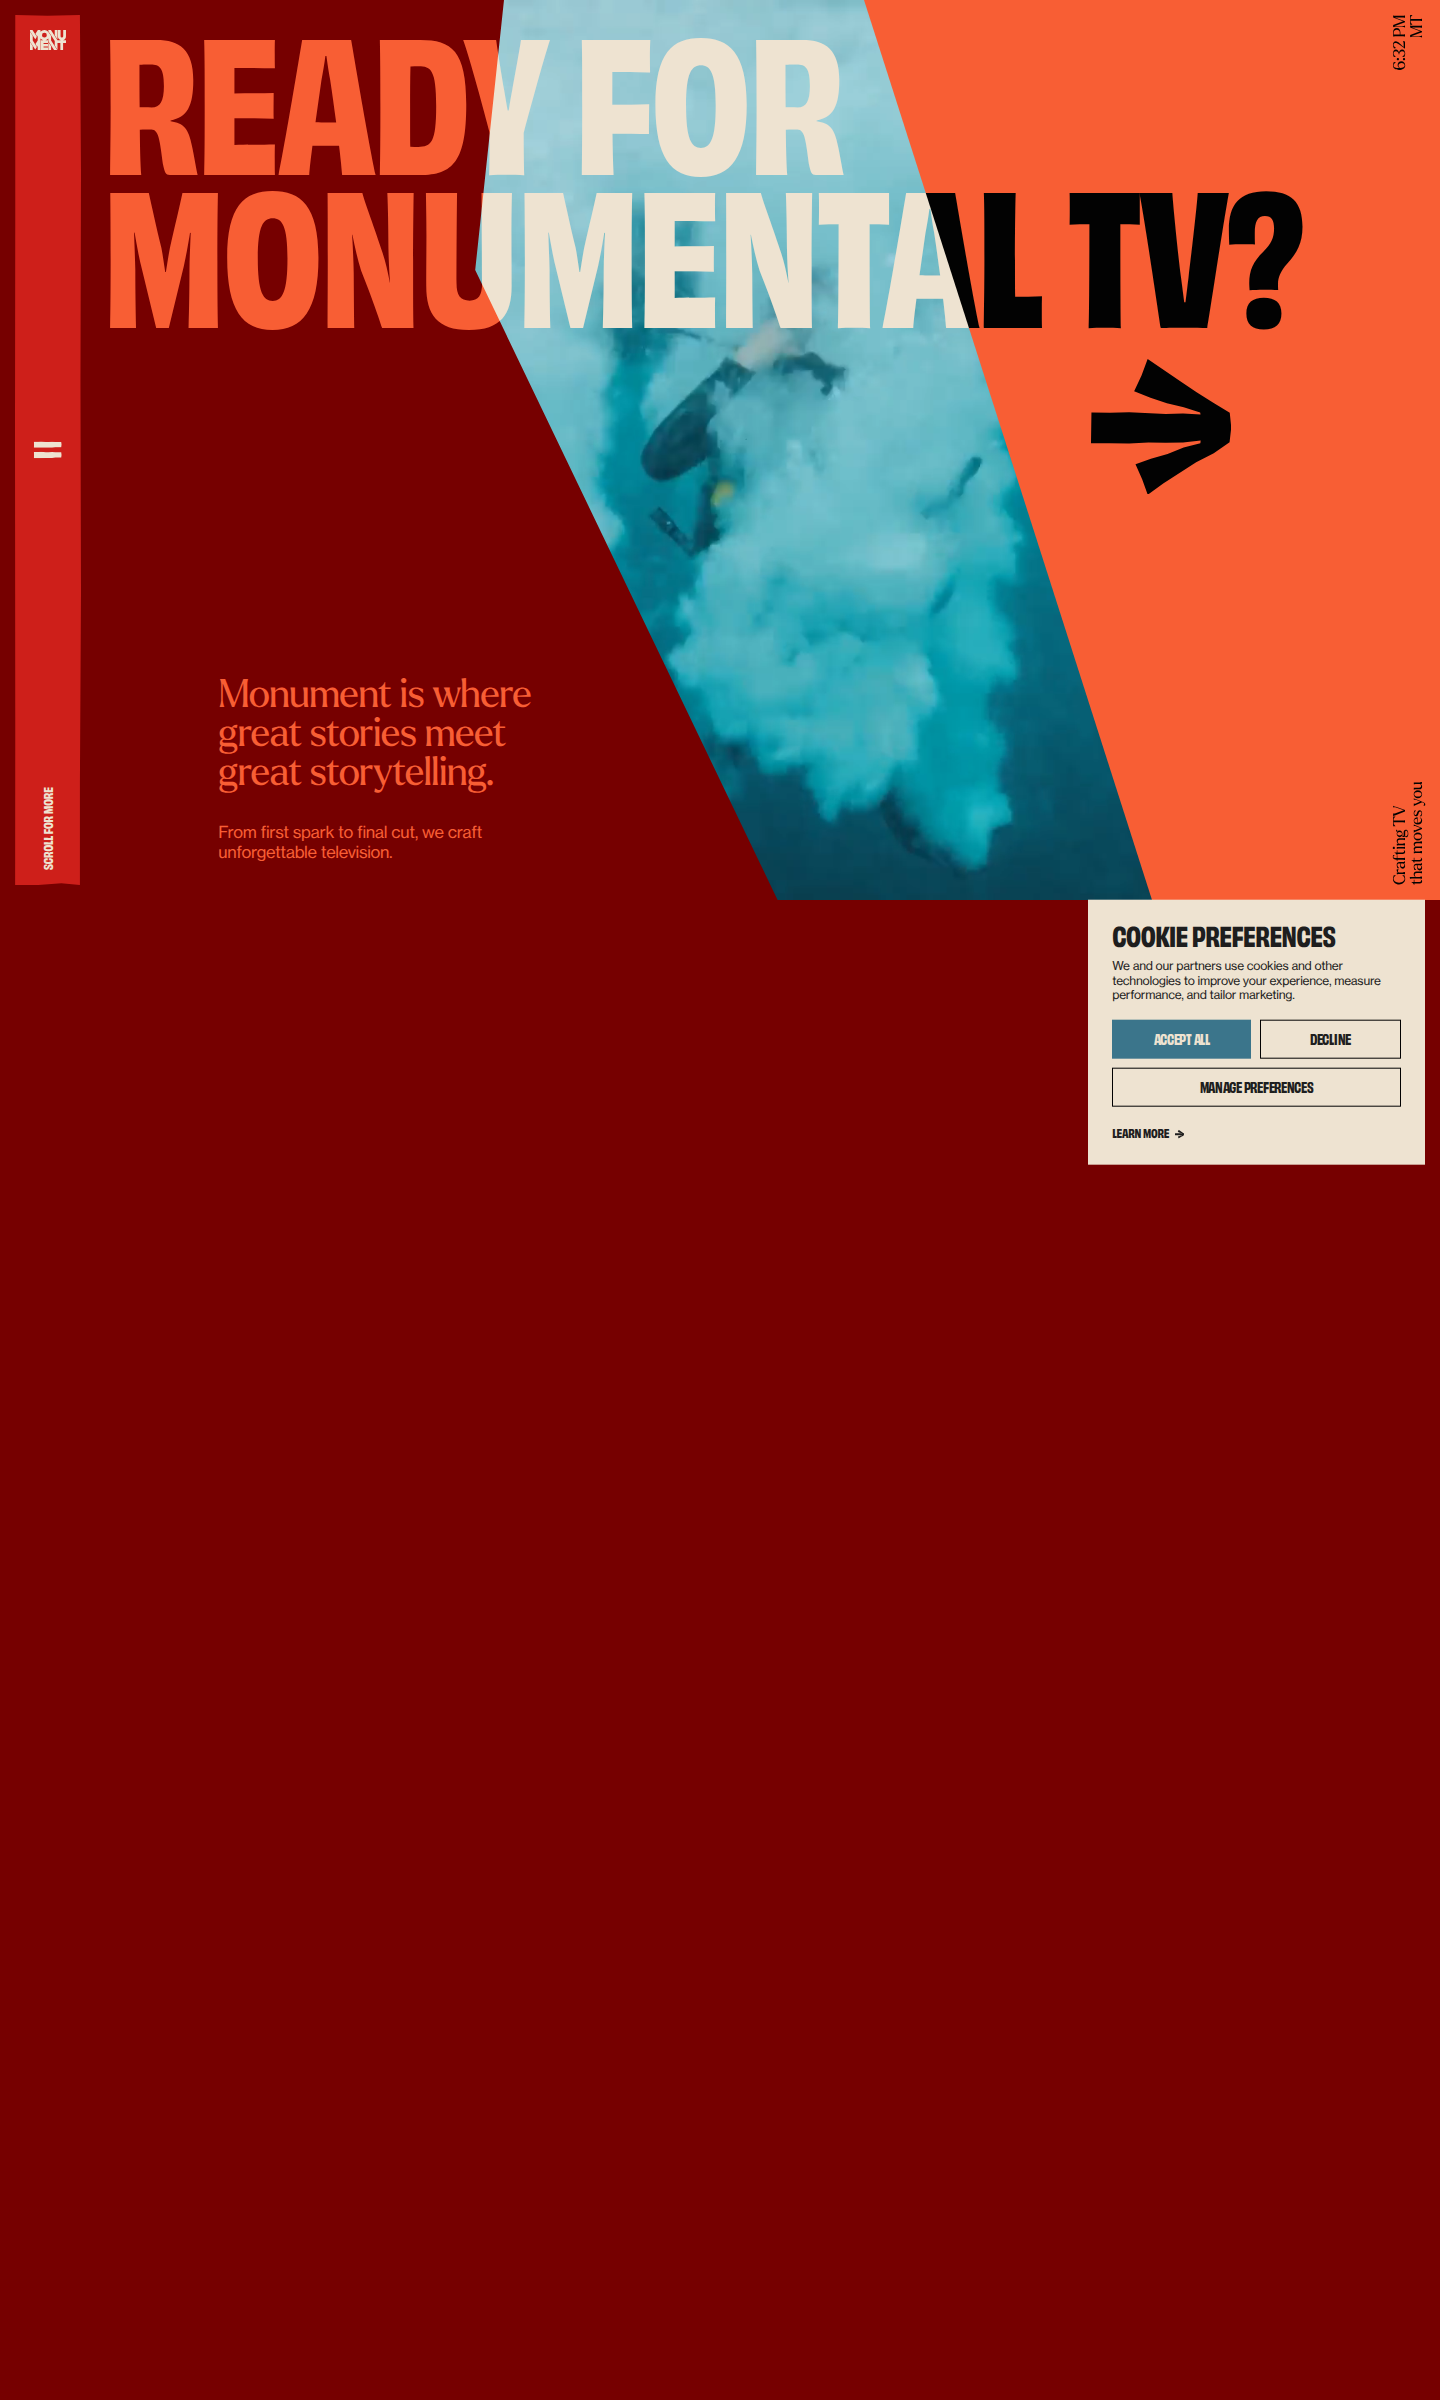 MONU
MENT
READY FOR
MONUMENTAL TV?
6:32 PM
MT
Monument is where
great stories meet
great storytelling.
From first spark to final cut, we craft
unforgettable television.
SCROLL FOR MORE
Crafting TV
that moves you
COOKIE PREFERENCES
We and our partners use cookies and other
technologies to improve your experience, measure
performance, and tailor marketing.
ACCEPT ALL
DECLINE
MANAGE PREFERENCES
LEARN MORE